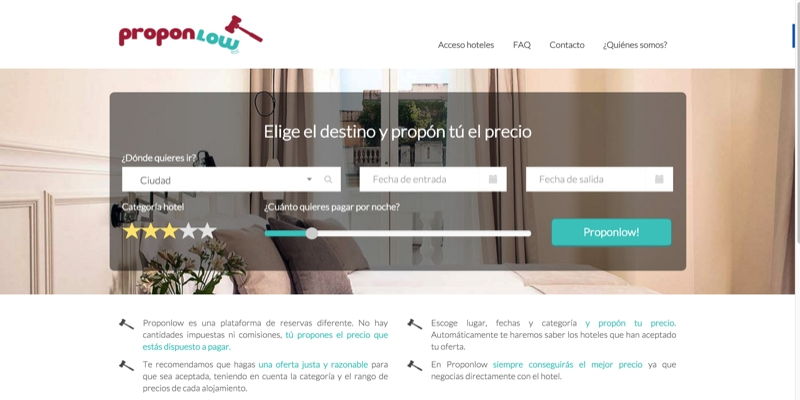 proponLow
Acceso hoteles FAQ Contacto ¿Quiénes somos?
Elige el destino y propón tú el precio
¿Dónde quieres ir?
Ciudad Fecha de entrada Fecha de salida
Categoría hotel ¿Cuánto quieres pagar por noche?
Proponlow!
Proponlow es una plataforma de reservas diferente. No hay
cantidades impuestas ni comisiones, tú propones el precio que
estás dispuesto a pagar.
Te recomendamos que hagas una oferta justa y razonable para
que sea aceptada, teniendo en cuenta la categoría y el rango de
precios de cada alojamiento.
Escoge lugar, fechas y categoría y propón tu precio.
Automáticamente te haremos saber los hoteles que han aceptado
tu oferta.
En Proponlow siempre conseguirás el mejor precio ya que
negocias directamente con el hotel.